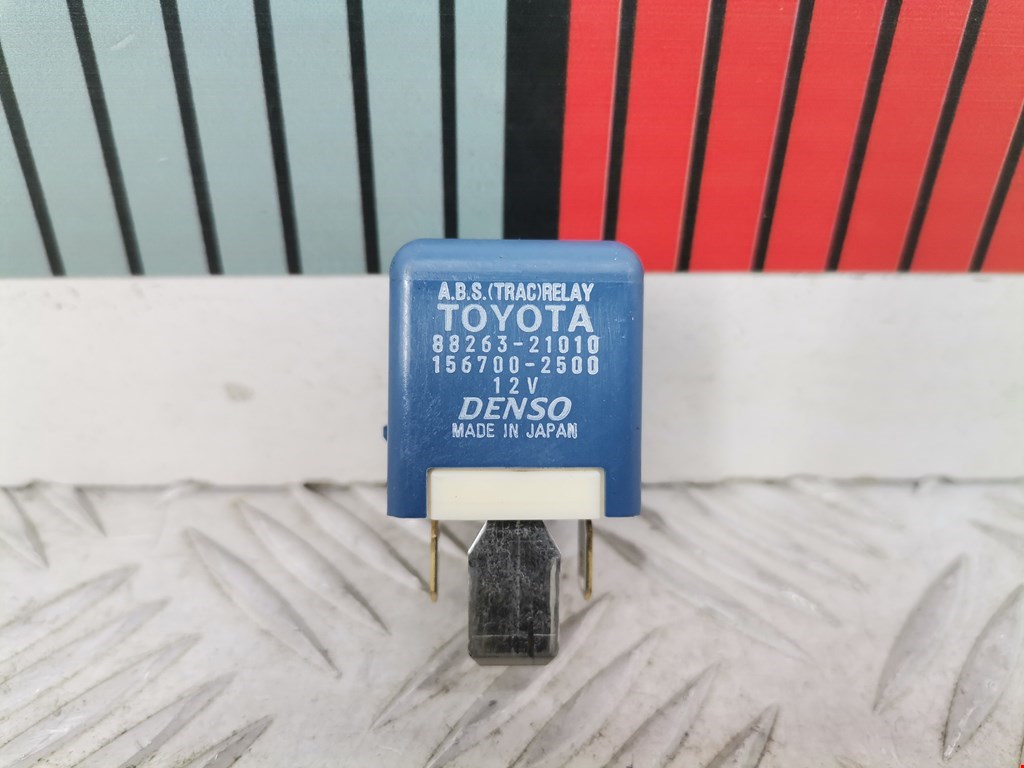 A.B.S.(TRAC)RELAY
TOYOTA
88263-21010
156700-2500
12V
DENSO
MADE IN JAPAN